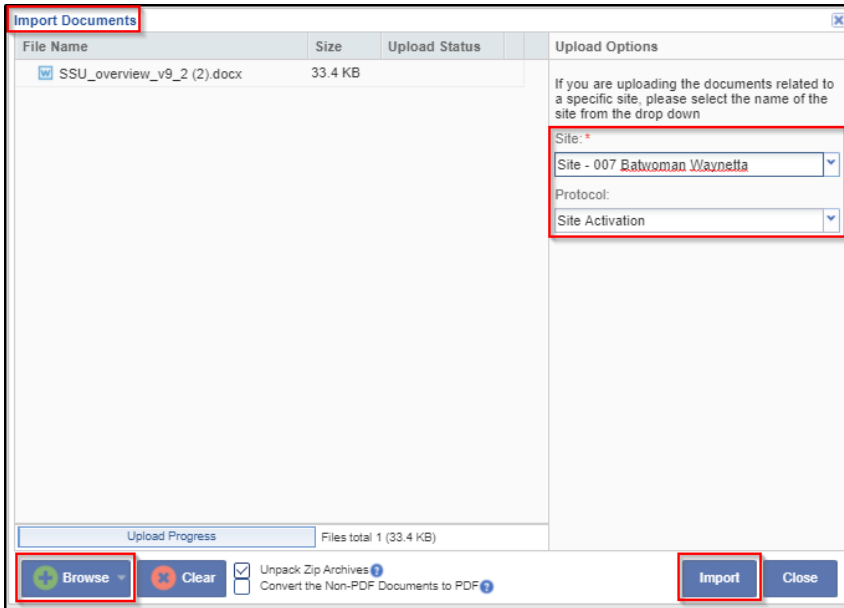 Import Documents
File Name Size Upload Status
SSU_overview_v9_2 (2).docx 33.4 KB
Upload Progress Files total 1 (33.4 KB)
Upload Options
If you are uploading the documents related to
a specific site, please select the name of the
site from the drop down
Site: *
Site - 007 Batwoman Waynetta
Protocol:
Site Activation
Browse
Clear
Unpack Zip Archives ?
Convert the Non-PDF Documents to PDF ?
Import
Close